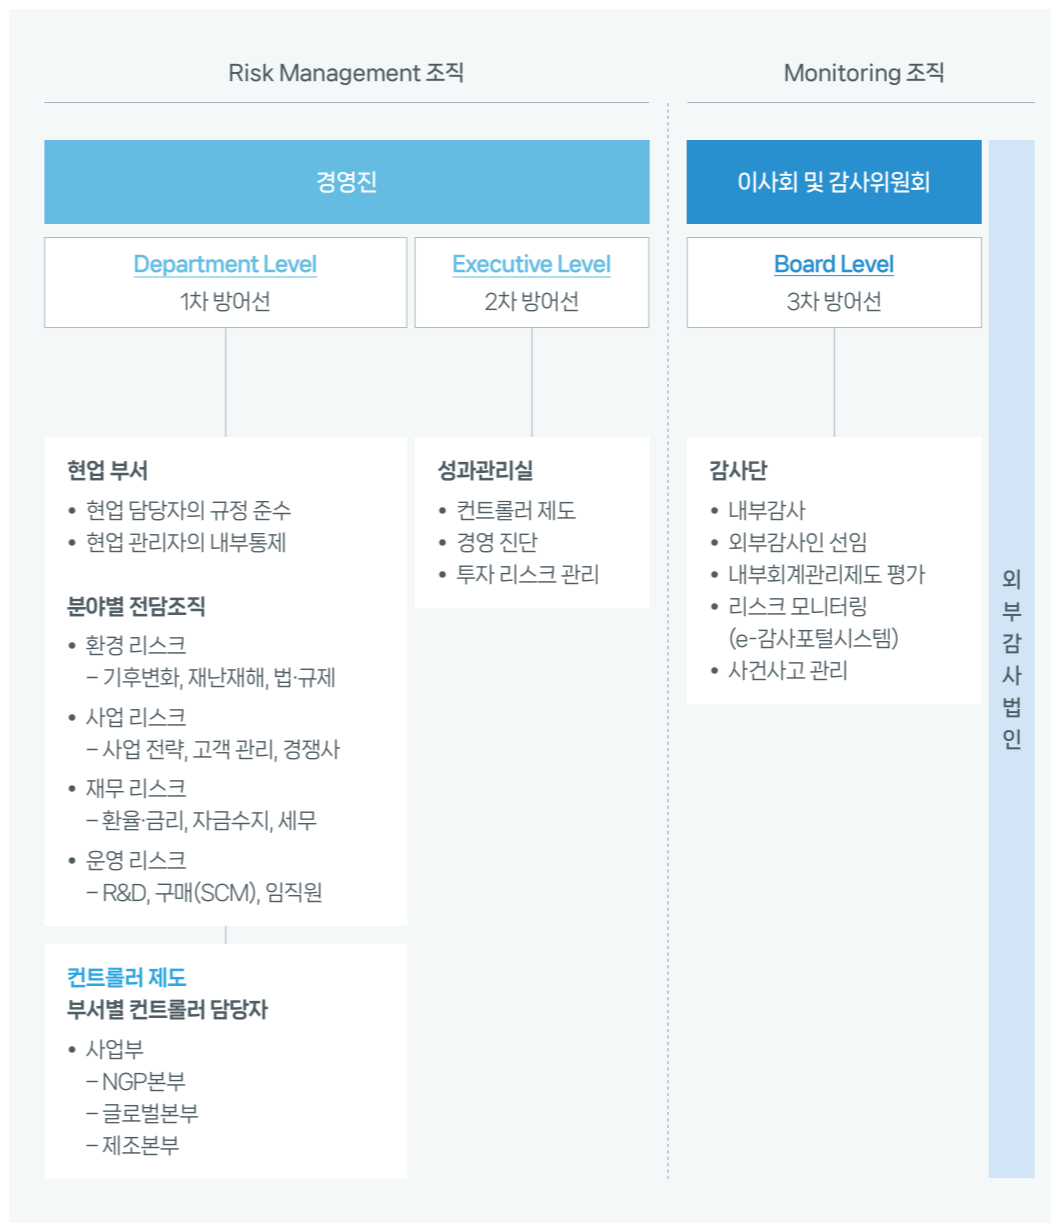 Risk Management 조직
Monitoring 조직
경영진
이사회 및 감사위원회
Department Level
1차 방어선
Executive Level
2차 방어선
Board Level
3차 방어선
현업 부서
• 현업 담당자의 규정 준수
• 현업 관리자의 내부통제
분야별 전담조직
• 환경 리스크
– 기후변화, 재난재해, 법·규제
• 사업 리스크
– 사업 전략, 고객 관리, 경쟁사
• 재무 리스크
– 환율·금리, 자금수지, 세무
• 운영 리스크
– R&D, 구매(SCM), 임직원
컨트롤러 제도
부서별 컨트롤러 담당자
• 사업부
– NGP본부
– 글로벌본부
– 제조본부
성과관리실
• 컨트롤러 제도
• 경영 진단
• 투자 리스크 관리
감사단
• 내부감사
• 외부감사인 선임
• 내부회계관리제도 평가
• 리스크 모니터링
(e-감사포털시스템)
• 사건사고 관리
외부감사법인